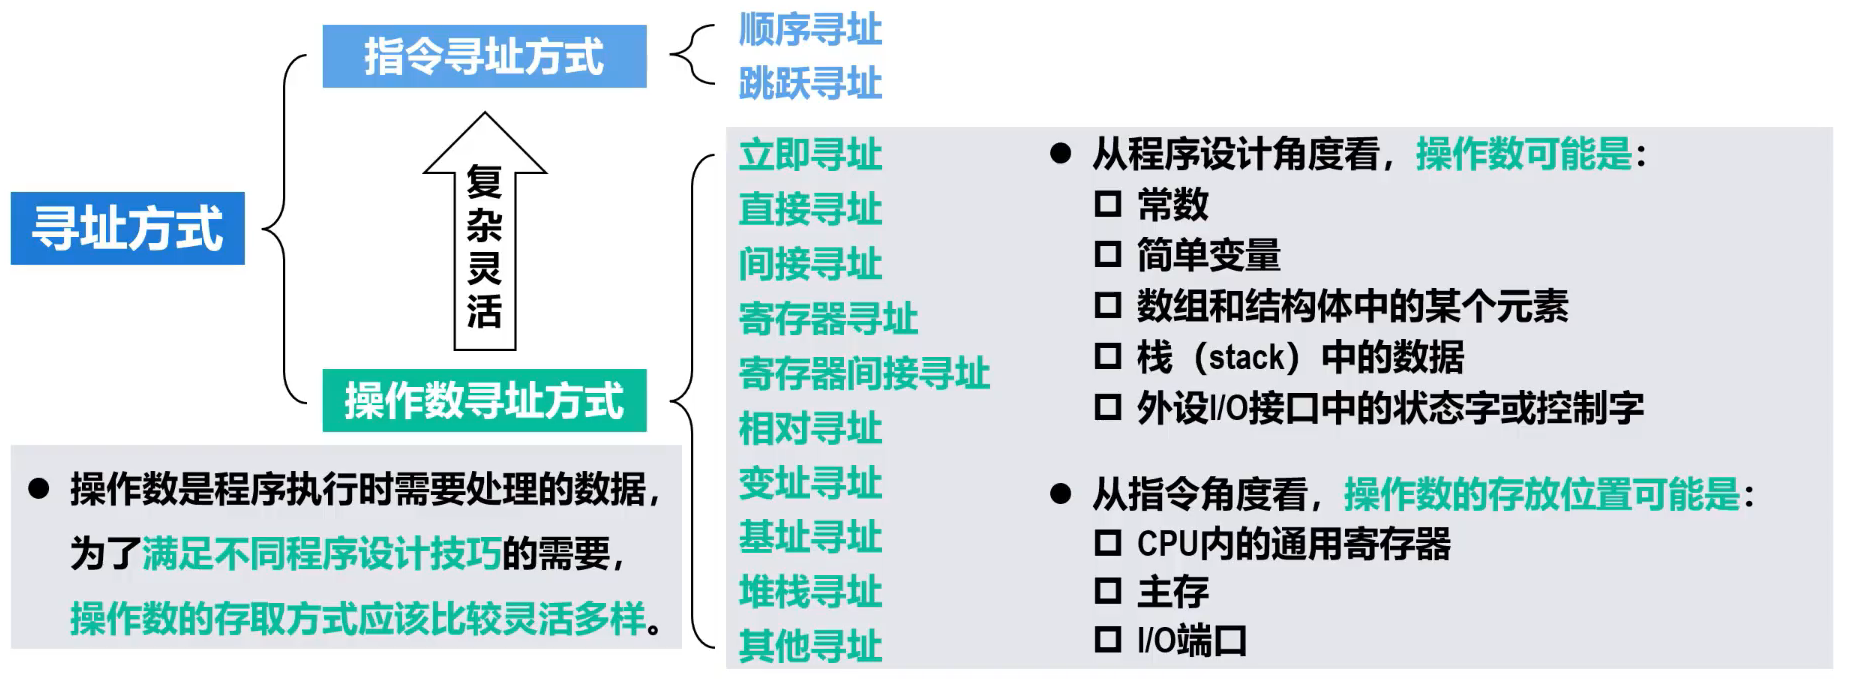 寻址方式
指令寻址方式
顺序寻址
跳跃寻址
复杂灵活
操作数寻址方式
操作数是程序执行时需要处理的数据，
为了满足不同程序设计技巧的需要，
操作数的存取方式应该比较灵活多样。
立即寻址
直接寻址
间接寻址
寄存器寻址
寄存器间接寻址
相对寻址
变址寻址
基址寻址
堆栈寻址
其他寻址
从程序设计角度看，操作数可能是：
常数
简单变量
数组和结构体中的某个元素
栈（stack）中的数据
外设I/O接口中的状态字或控制字
从指令角度看，操作数的存放位置可能是：
CPU内的通用寄存器
主存
I/O端口